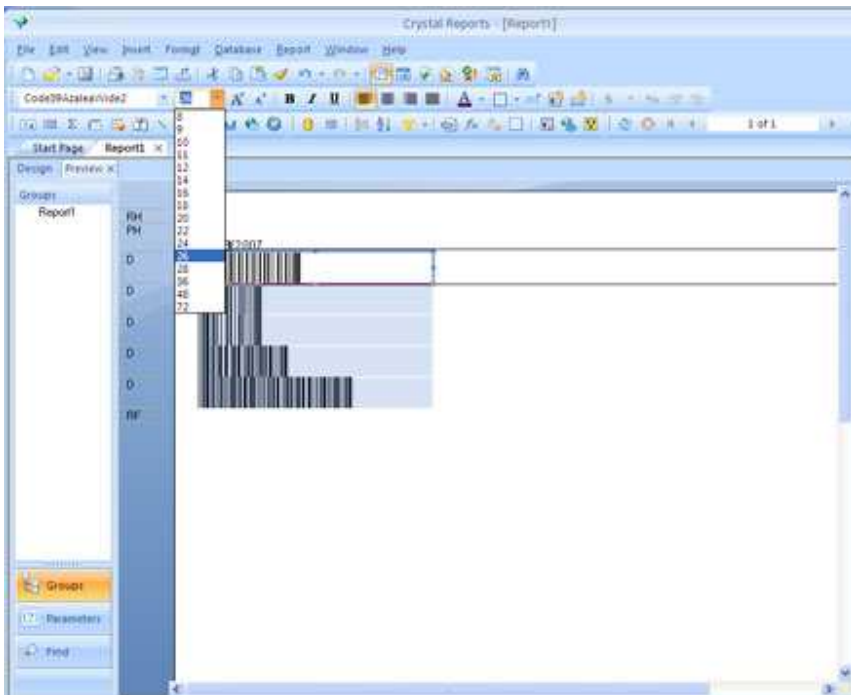 Crystal Reports - [Report1]
File Edit View Insert Format Database Report Window Help
Code39AzaleaWide2
1 of 1
Start Page Report1 ×
Design Preview ×
Groups
Report1
8
9
10
11
12
14
16
18
20
22
24
26
28
36
48
72
RH
PH
2007
D
D
D
D
D
RF
Groups
Parameters
Find